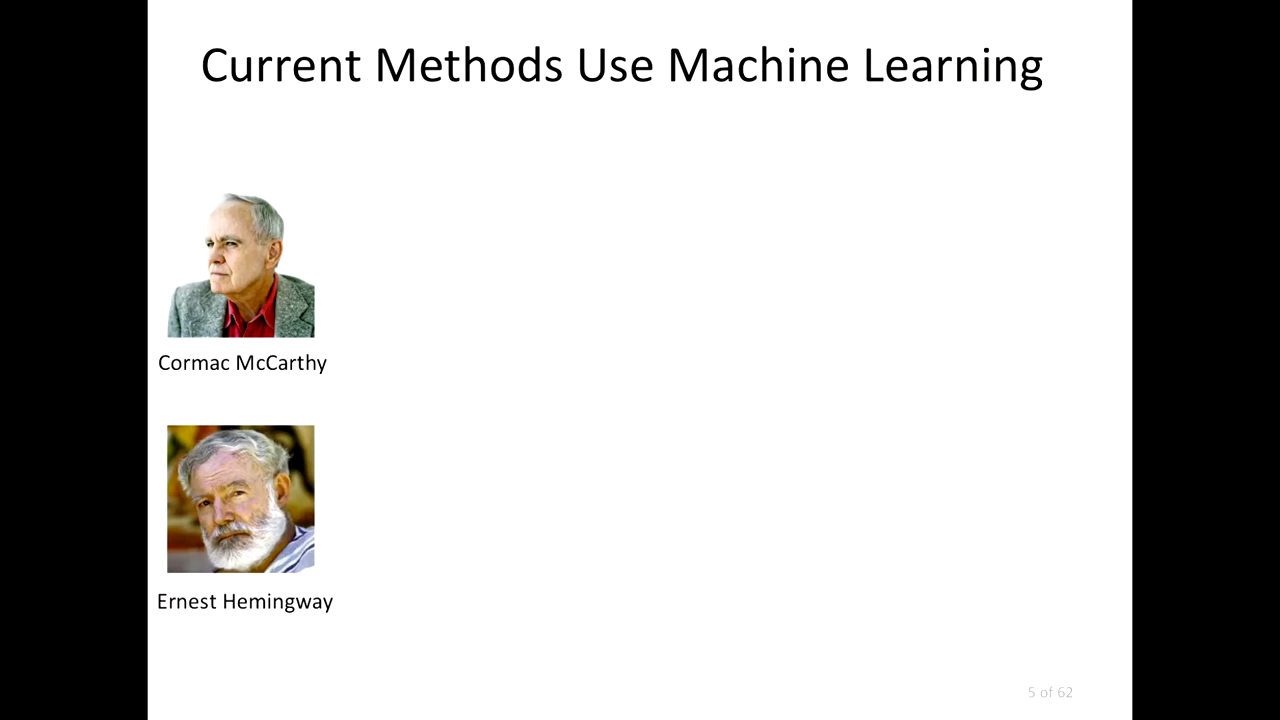 Current Methods Use Machine Learning
Cormac McCarthy
Ernest Hemingway
5 of 62